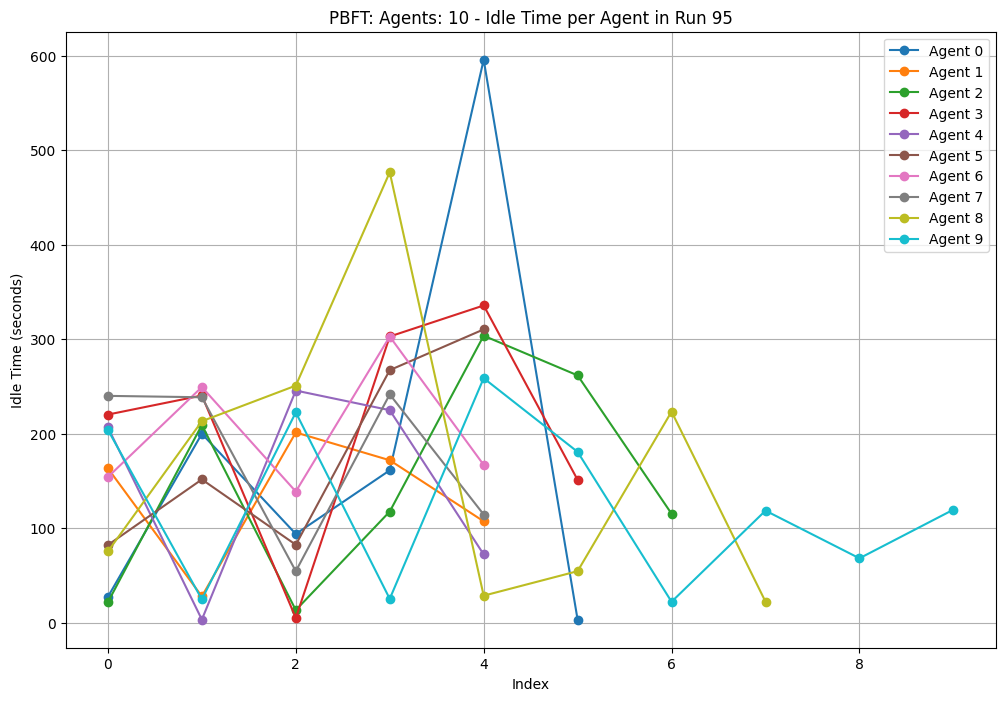 PBFT: Agents: 10 - Idle Time per Agent in Run 95
Idle Time (seconds)
600
500
400
300
200
100
0
0 2 4 6 8
Index
Agent 0
Agent 1
Agent 2
Agent 3
Agent 4
Agent 5
Agent 6
Agent 7
Agent 8
Agent 9